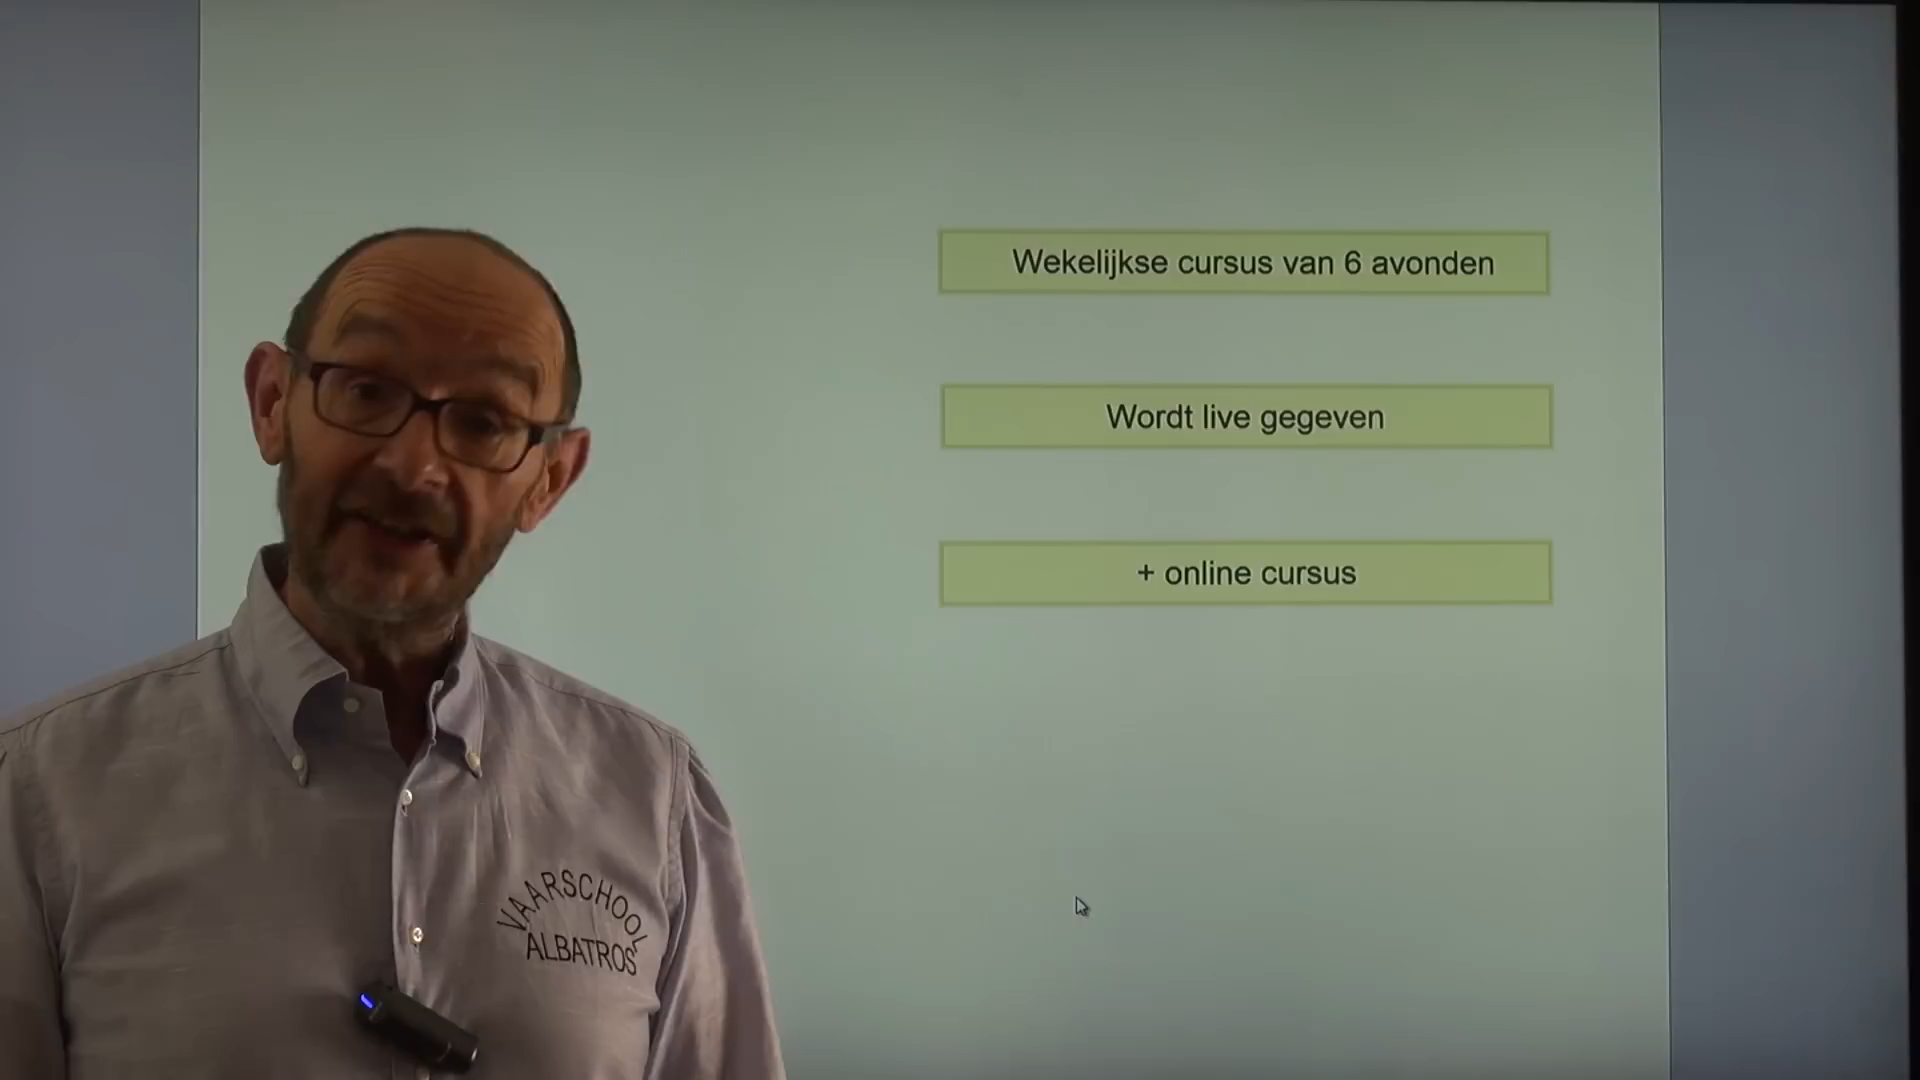 Wekelijkse cursus van 6 avonden
Wordt live gegeven
+ online cursus
VAARSCHOOL
ALBATROS